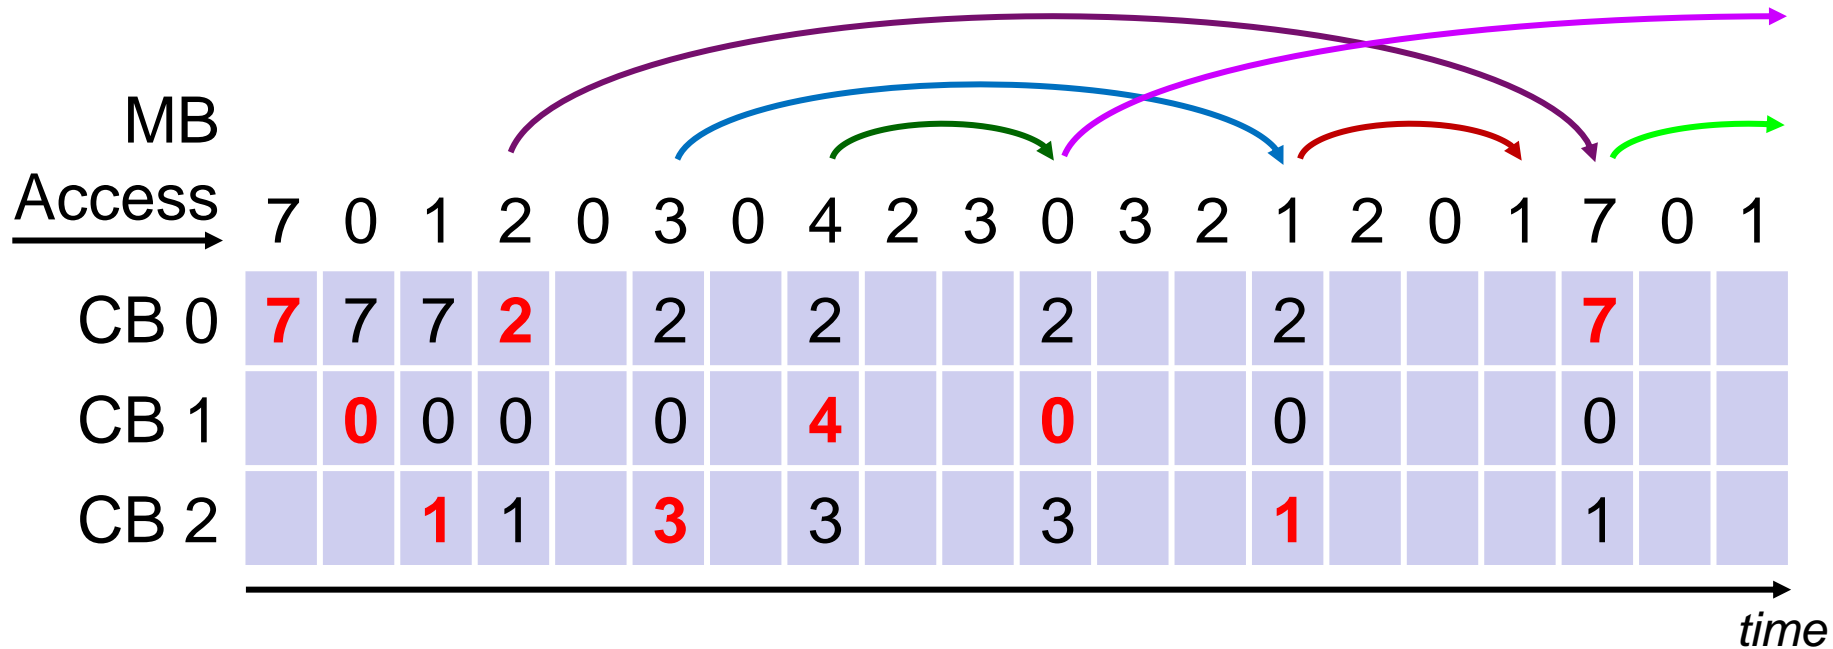 MB
Access 7 0 1 2 0 3 0 4 2 3 0 3 2 1 2 0 1 7 0 1
CB 0 7 7 7 2 2 2 2 2 7
CB 1 0 0 0 0 4 0 0 0
CB 2 1 1 3 3 3 1 1
time